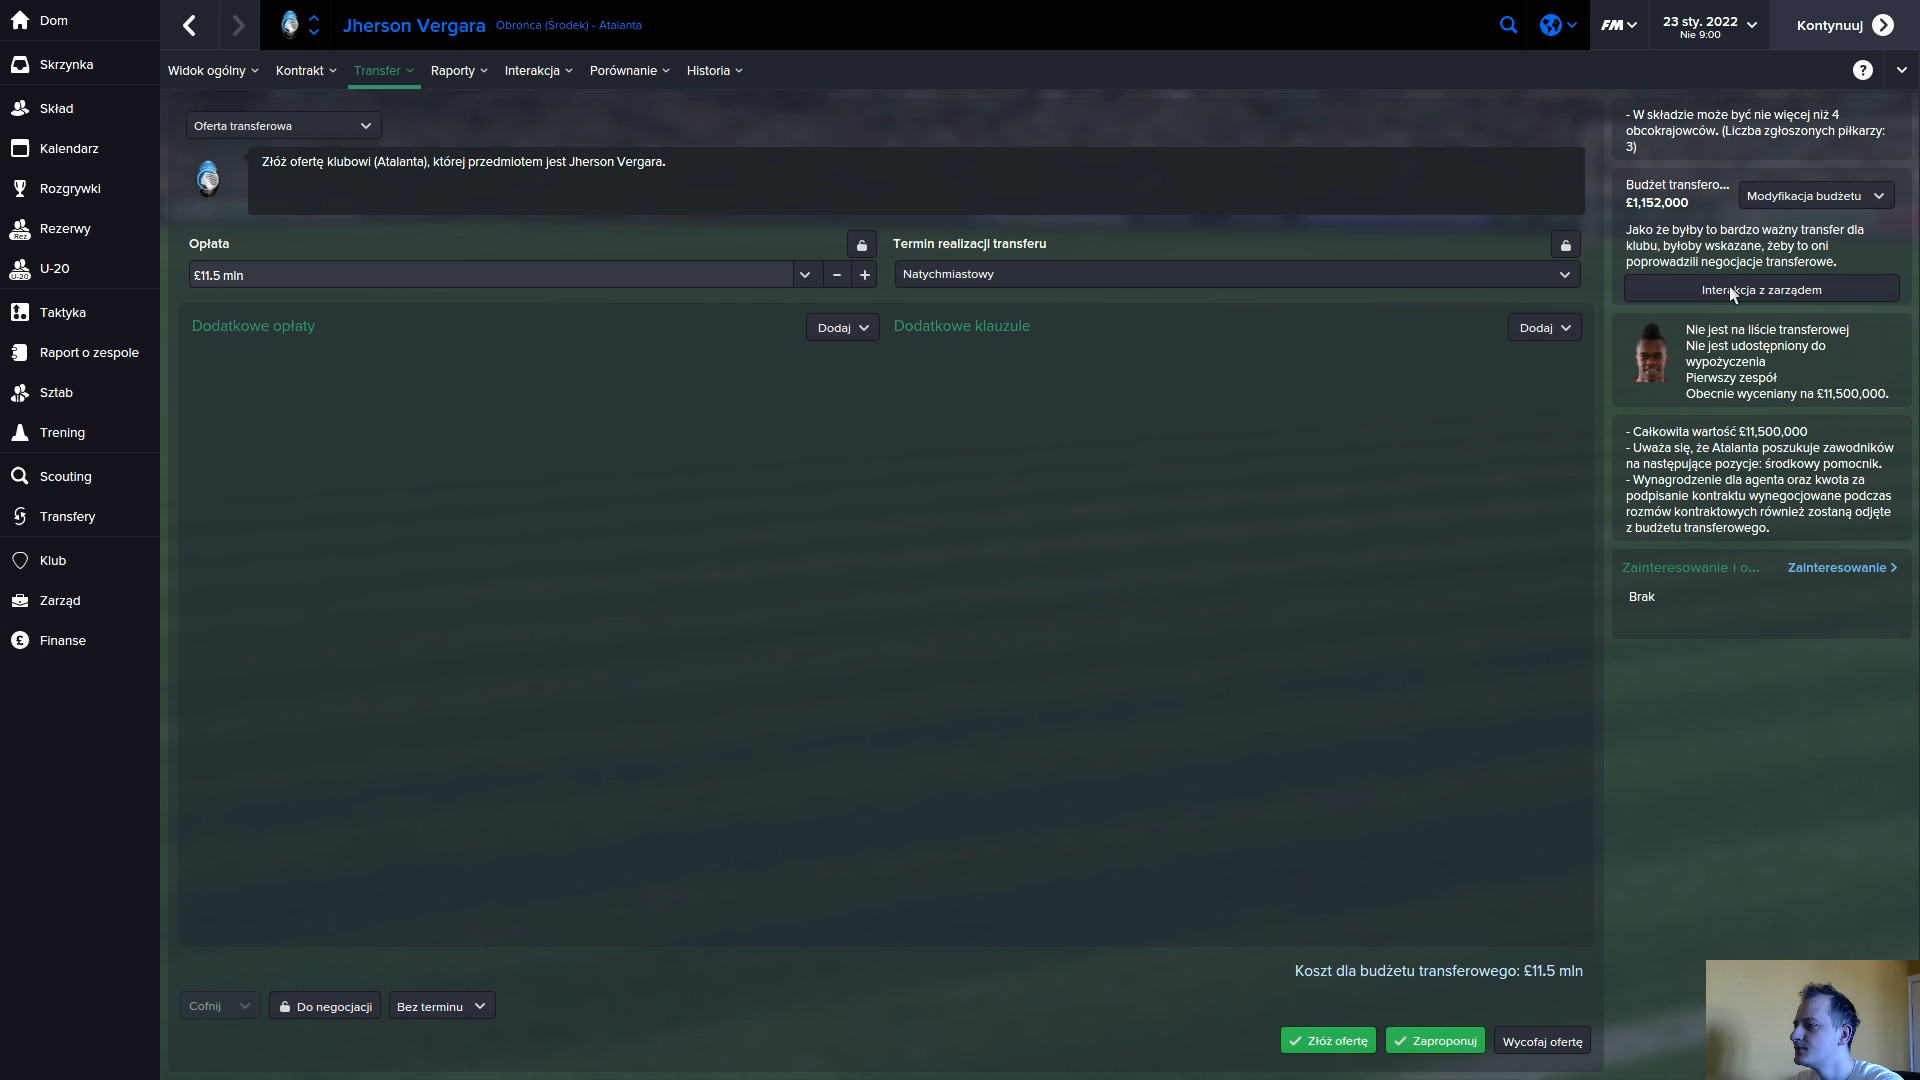 Dom
Skrzynka
Skład
Kalendarz
Rozgrywki
Rezerwy
Rez
U-20
U-20
Taktyka
Raport o zespole
Sztab
Trening
Scouting
Transfery
Klub
Zarząd
£
Finanse
Jherson Vergara
Obrońca (Środek) - Atalanta
FM
23 sty. 2022
Nie 9:00
Kontynuuj
Widok ogólny
Kontrakt
Transfer
Raporty
Interakcja
Porównanie
Historia
?
Oferta transferowa
Złóż ofertę klubowi (Atalanta), której przedmiotem jest Jherson Vergara.
Opłata
£11.5 mln
Termin realizacji transferu
Natychmiastowy
Dodatkowe opłaty
Dodaj
Dodatkowe klauzule
Dodaj
Koszt dla budżetu transferowego: £11.5 mln
Cofnij
Do negocjacji
Bez terminu
Złóż ofertę
Zaproponuj
Wycofaj ofertę
- W składzie może być nie więcej niż 4
obcokrajowców. (Liczba zgłoszonych piłkarzy:
3)
Budżet transfero...
£1,152,000
Modyfikacja budżetu
Jako że byłby to bardzo ważny transfer dla
klubu, byłoby wskazane, żeby to oni
poprowadzili negocjacje transferowe.
Interakcja z zarządem
Nie jest na liście transferowej
Nie jest udostępniony do
wypożyczenia
Pierwszy zespół
Obecnie wyceniany na £11,500,000.
- Całkowita wartość £11,500,000
- Uważa się, że Atalanta poszukuje zawodników
na następujące pozycje: środkowy pomocnik.
- Wynagrodzenie dla agenta oraz kwota za
podpisanie kontraktu wynegocjowane podczas
rozmów kontraktowych również zostaną odjęte
z budżetu transferowego.
Zainteresowanie i o...
Zainteresowanie >
Brak